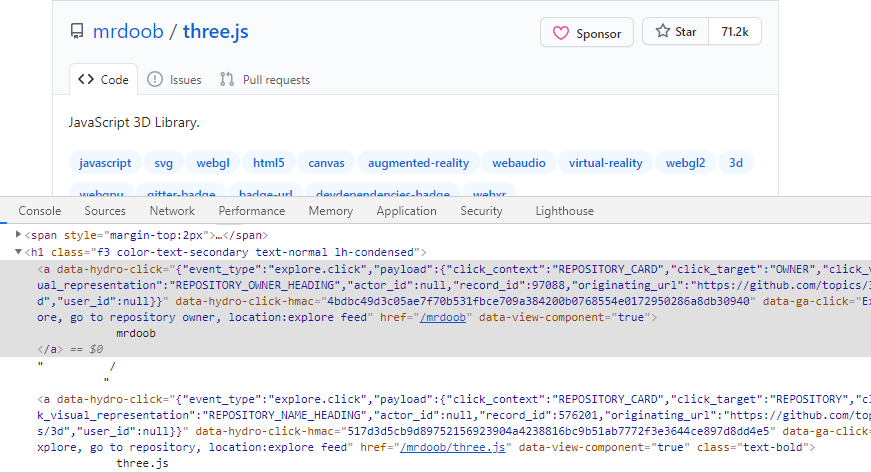 mrdoob / three.js
Sponsor
Star
71.2k
Code
Issues
Pull requests
JavaScript 3D Library.
javascript svg webgl html5 canvas augmented-reality webaudio virtual-reality webgl2 3d
webgpu gitter-badge badge-url devdependencies-badge webxr
Console Sources Network Performance Memory Application Security Lighthouse
<span style="margin-top:2px">…</span>
<h1 class="f3 color-text-secondary text-normal lh-condensed">
<a data-hydro-click="{"event_type":"explore.click","payload":{"click_context":"REPOSITORY_CARD","click_target":"OWNER","click_v
ual_representation":"REPOSITORY_OWNER_HEADING","actor_id":null,"record_id":97088,"originating_url":"https://github.com/topics/3
d","user_id":null}}" data-hydro-click-hmac="4bdbc49d3c05ae7f70b531fbce709a384200b0768554e0172950286a8db30940" data-ga-click="Ex
ore, go to repository owner, location:explore feed" href="/mrdoob" data-view-component="true">
mrdoob
</a> == $0
" /
"
<a data-hydro-click="{"event_type":"explore.click","payload":{"click_context":"REPOSITORY_CARD","click_target":"REPOSITORY","cl
k_visual_representation":"REPOSITORY_NAME_HEADING","actor_id":null,"record_id":576201,"originating_url":"https://github.com/top
s/3d","user_id":null}}" data-hydro-click-hmac="517d3d5cb9d89752156923904a4238816bc9b51ab7772f3e3644ce897d8dd4e5" data-ga-click=
xplore, go to repository, location:explore feed" href="/mrdoob/three.js" data-view-component="true" class="text-bold">
three.js